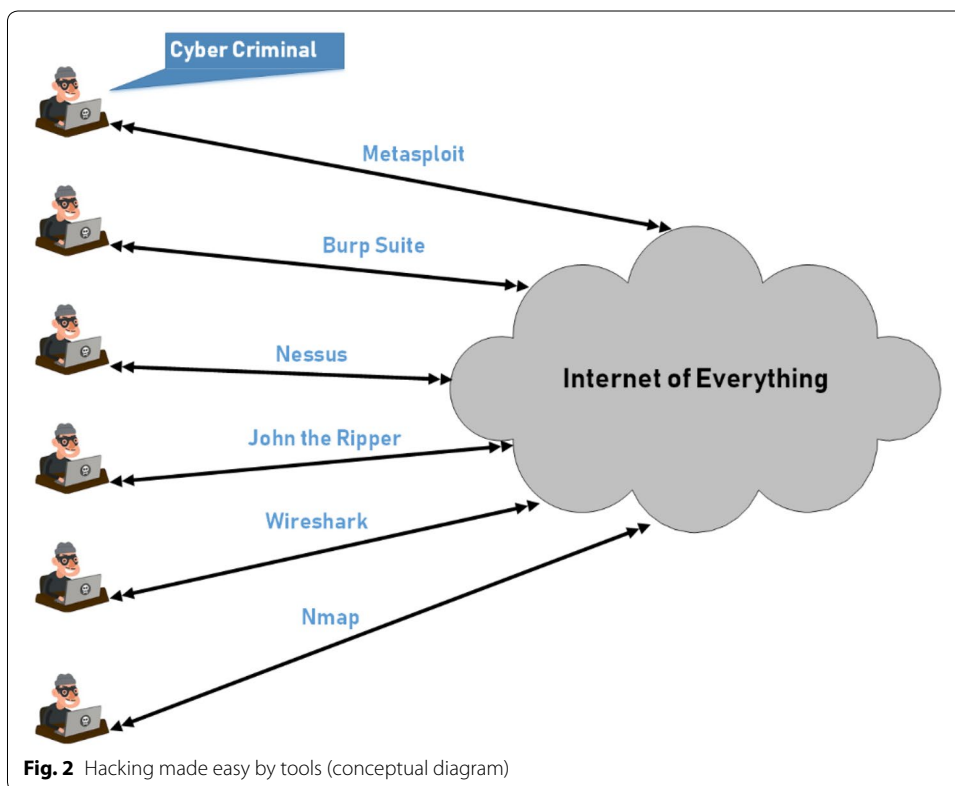 Cyber Criminal
Metasploit
Burp Suite
Nessus
Internet of Everything
John the Ripper
Wireshark
Nmap
Fig. 2 Hacking made easy by tools (conceptual diagram)